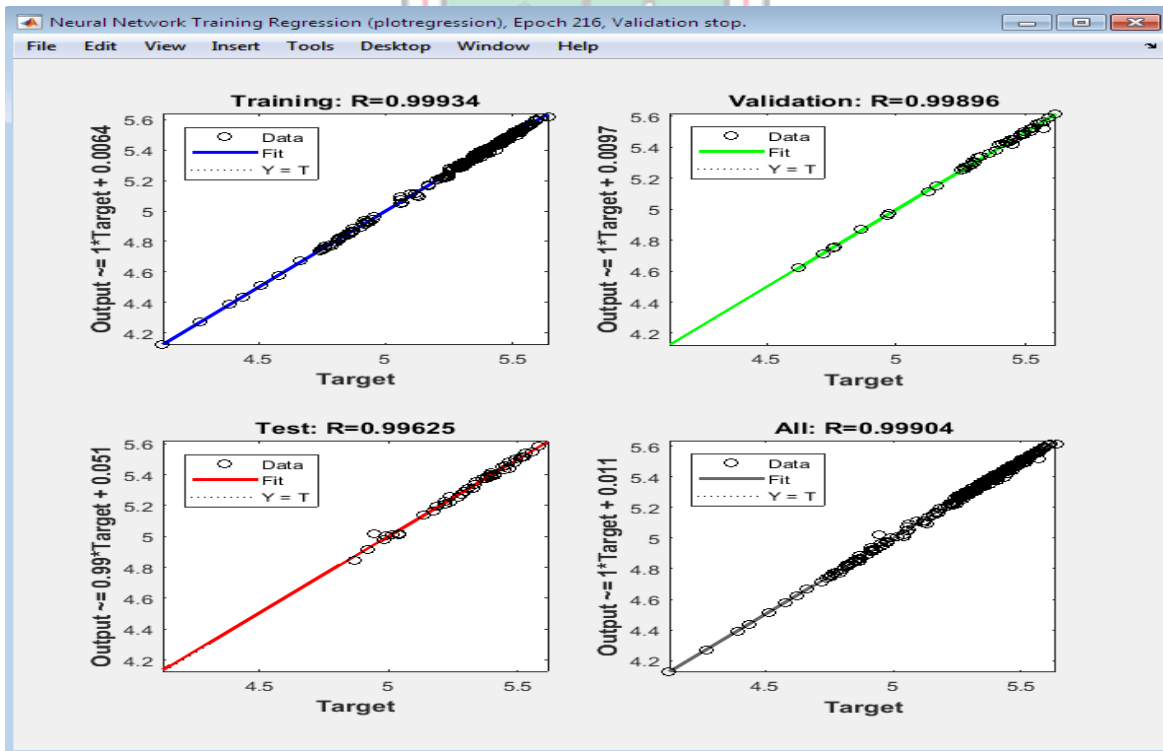 Neural Network Training Regression (plotregression), Epoch 216, Validation stop.
File Edit View Insert Tools Desktop Window Help
Training: R=0.99934
Output ~= 1*Target + 0.0064
5.6
5.4
5.2
5
4.8
4.6
4.4
4.2
Data
Fit
Y = T
4.5 5 5.5
Target
Validation: R=0.99896
Output ~= 1*Target + 0.0097
5.6
5.4
5.2
5
4.8
4.6
4.4
4.2
Data
Fit
Y = T
4.5 5 5.5
Target
Test: R=0.99625
Output ~= 0.99*Target + 0.051
5.6
5.4
5.2
5
4.8
4.6
4.4
4.2
Data
Fit
Y = T
4.5 5 5.5
Target
All: R=0.99904
Output ~= 1*Target + 0.011
5.6
5.4
5.2
5
4.8
4.6
4.4
4.2
Data
Fit
Y = T
4.5 5 5.5
Target